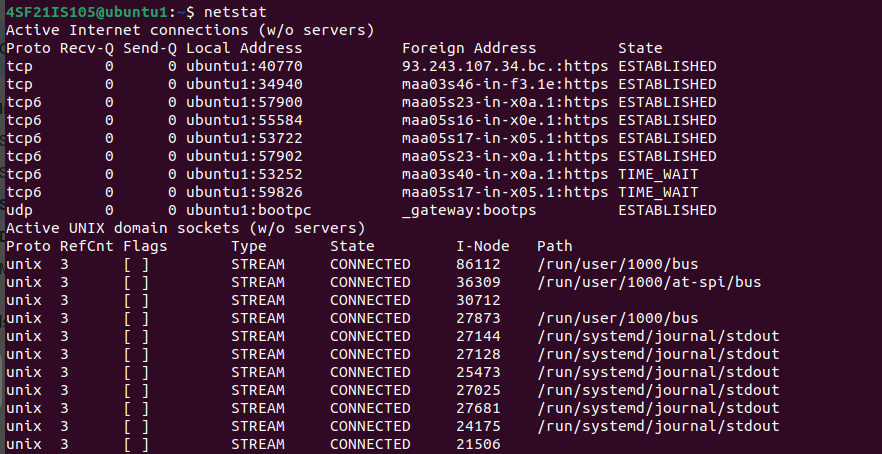 4SF21IS105@ubuntu1:~$ netstat
Active Internet connections (w/o servers)
Proto Recv-Q Send-Q Local Address           Foreign Address         State
tcp        0      0 ubuntu1:40770           93.243.107.34.bc.:https ESTABLISHED
tcp        0      0 ubuntu1:34940           maa03s46-in-f3.1e:https ESTABLISHED
tcp6       0      0 ubuntu1:57900           maa05s23-in-x0a.1:https ESTABLISHED
tcp6       0      0 ubuntu1:55584           maa05s16-in-x0e.1:https ESTABLISHED
tcp6       0      0 ubuntu1:53722           maa05s17-in-x05.1:https ESTABLISHED
tcp6       0      0 ubuntu1:57902           maa05s23-in-x0a.1:https ESTABLISHED
tcp6       0      0 ubuntu1:53252           maa03s40-in-x0a.1:https TIME_WAIT
tcp6       0      0 ubuntu1:59826           maa05s17-in-x05.1:https TIME_WAIT
udp        0      0 ubuntu1:bootpc          _gateway:bootps         ESTABLISHED
Active UNIX domain sockets (w/o servers)
Proto RefCnt Flags       Type       State         I-Node   Path
unix  3      [ ]         STREAM     CONNECTED     86112    /run/user/1000/bus
unix  3      [ ]         STREAM     CONNECTED     36309    /run/user/1000/at-spi/bus
unix  3      [ ]         STREAM     CONNECTED     30712
unix  3      [ ]         STREAM     CONNECTED     27873    /run/user/1000/bus
unix  3      [ ]         STREAM     CONNECTED     27144    /run/systemd/journal/stdout
unix  3      [ ]         STREAM     CONNECTED     27128    /run/systemd/journal/stdout
unix  3      [ ]         STREAM     CONNECTED     25473    /run/systemd/journal/stdout
unix  3      [ ]         STREAM     CONNECTED     27025    /run/systemd/journal/stdout
unix  3      [ ]         STREAM     CONNECTED     27681    /run/systemd/journal/stdout
unix  3      [ ]         STREAM     CONNECTED     24175    /run/systemd/journal/stdout
unix  3      [ ]         STREAM     CONNECTED     21506